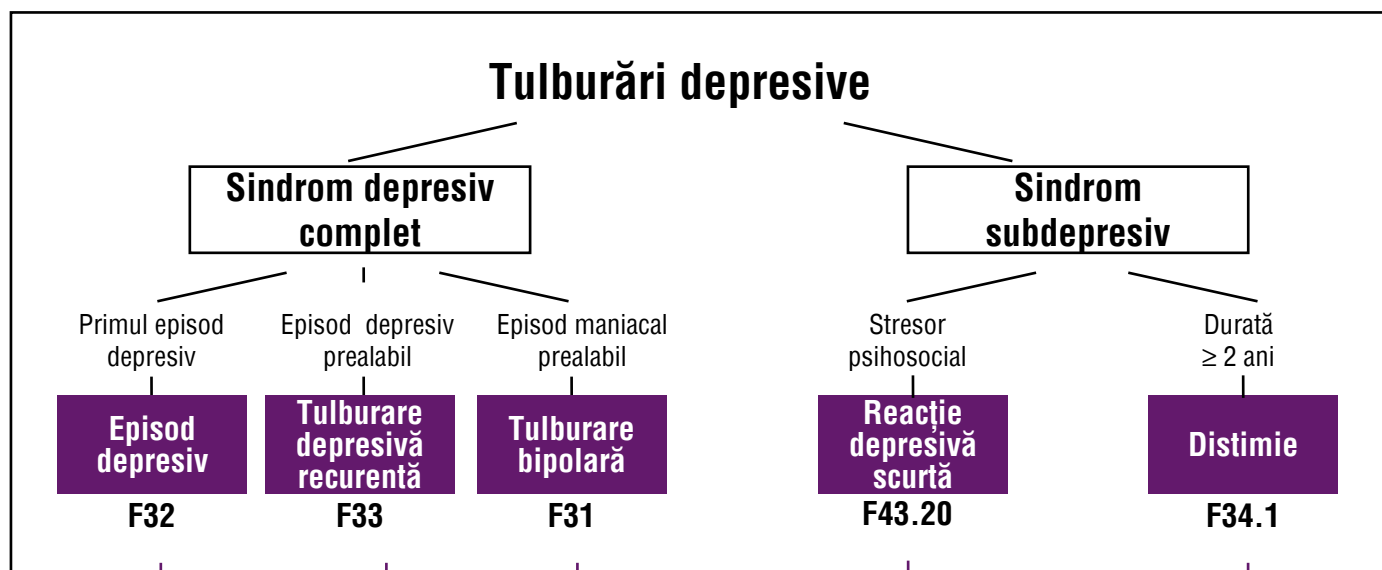 Tulburări depresive
Sindrom depresiv
complet
Sindrom
subdepresiv
Primul episod
depresiv
Episod depresiv
prealabil
Episod maniacal
prealabil
Stresor
psihosocial
Durată
≥ 2 ani
Episod
depresiv
Tulburare
depresivă
recurentă
Tulburare
bipolară
Reacție
depresivă
scurtă
Distimie
F32
F33
F31
F43.20
F34.1